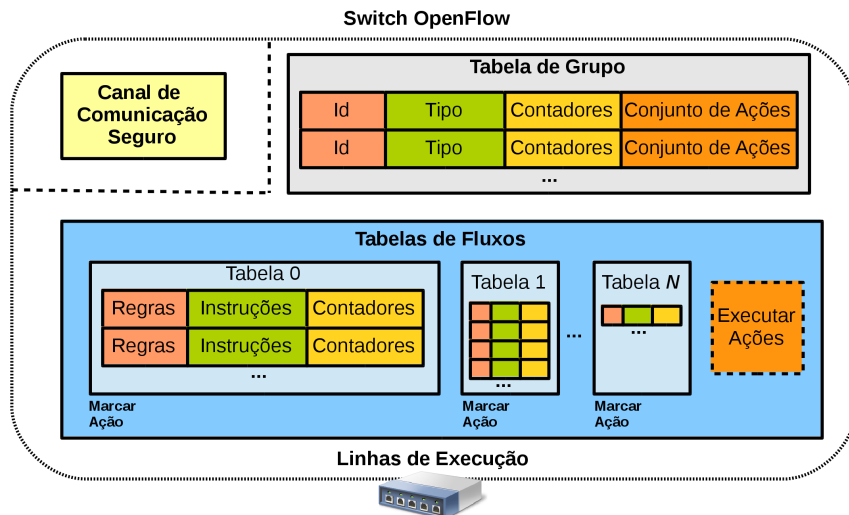 Switch OpenFlow
Canal de
Comunicação
Seguro
Tabela de Grupo
Id Tipo Contadores Conjunto de Ações
Id Tipo Contadores Conjunto de Ações
...
Tabelas de Fluxos
Tabela 0
Regras Instruções Contadores
Regras Instruções Contadores
...
Marcar
Ação
Tabela 1
...
Marcar
Ação
...
Tabela N
...
Marcar
Ação
Executar
Ações
Linhas de Execução